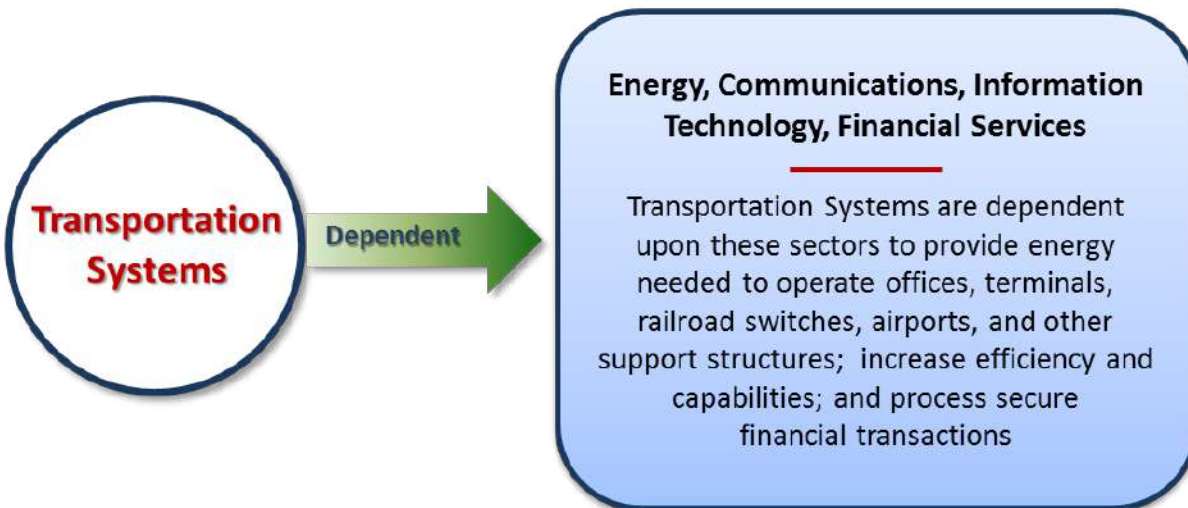 Transportation
Systems
Dependent
Energy, Communications, Information
Technology, Financial Services
Transportation Systems are dependent
upon these sectors to provide energy
needed to operate offices, terminals,
railroad switches, airports, and other
support structures; increase efficiency and
capabilities; and process secure
financial transactions